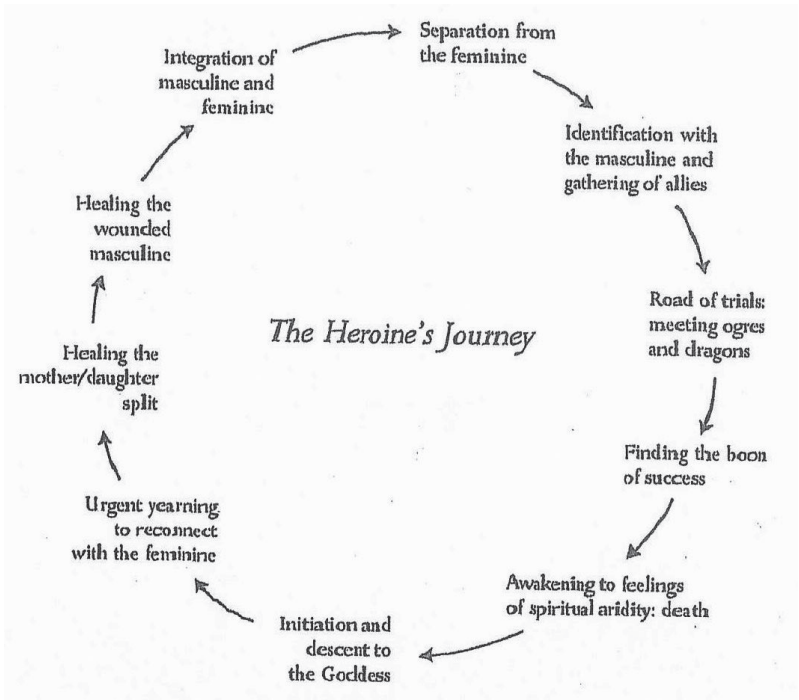 Separation from
the feminine
Identification with
the masculine and
gathering of allies
Road of trials:
meeting ogres
and dragons
Finding the boon
of success
Awakening to feelings
of spiritual aridity: death
Initiation and
descent to
the Goddess
Urgent yearning
to reconnect
with the feminine
Healing the
mother/daughter
split
Healing the
wounded
masculine
Integration of
masculine and
feminine
The Heroine's Journey